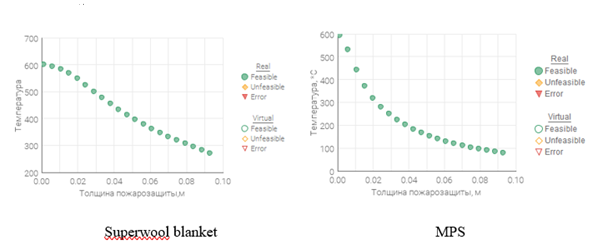 700
600
500
400
300
200
Температура
0.00
0.02
0.04
0.06
0.08
0.10
Толщина пожарозащиты,м
Real
Feasible
Unfeasible
Error
Virtual
Feasible
Unfeasible
Error
Superwool blanket
600
500
400
300
200
100
0
Температура, °C
0.00
0.02
0.04
0.06
0.08
0.10
Толщина пожарозащиты, м
Real
Feasible
Unfeasible
Error
Virtual
Feasible
Unfeasible
Error
MPS